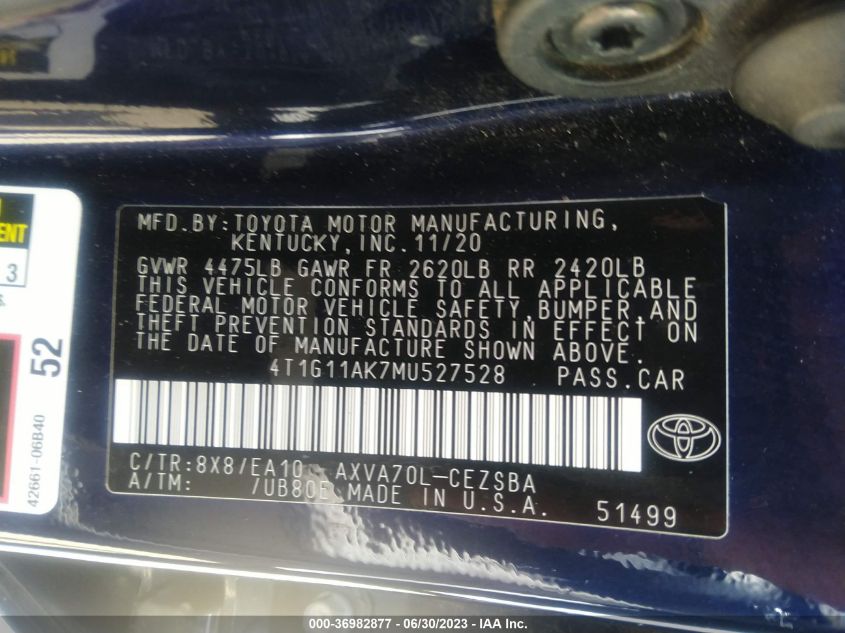 MFD.BY:TOYOTA MOTOR MANUFACTURING,
KENTUCKY,INC.11/20
GVWR 4475LB GAWR FR 2620LB RR 2420LB
THIS VEHICLE CONFORMS TO ALL APPLICABLE
FEDERAL MOTOR VEHICLE SAFETY,BUMPER,AND
THEFT PREVENTION STANDARDS IN EFFECT ON
THE DATE OF MANUFACTURE SHOWN ABOVE.
4T1G11AK7MU527528 PASS.CAR
C/TR:8X8/EA10 AXVA70L-CEZSBA
A/TM: /UB80E MADE IN U.S.A. 51499
3
52
42661-06B40
000-36982877 - 06/30/2023 - IAA Inc.